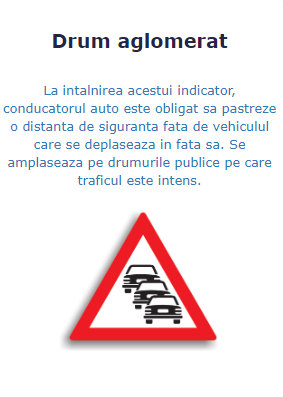 Drum aglomerat
La intalnirea acestui indicator,
conducatorul auto este obligat sa pastreze
o distanta de siguranta fata de vehiculul
care se deplaseaza in fata sa. Se
amplaseaza pe drumurile publice pe care
traficul este intens.